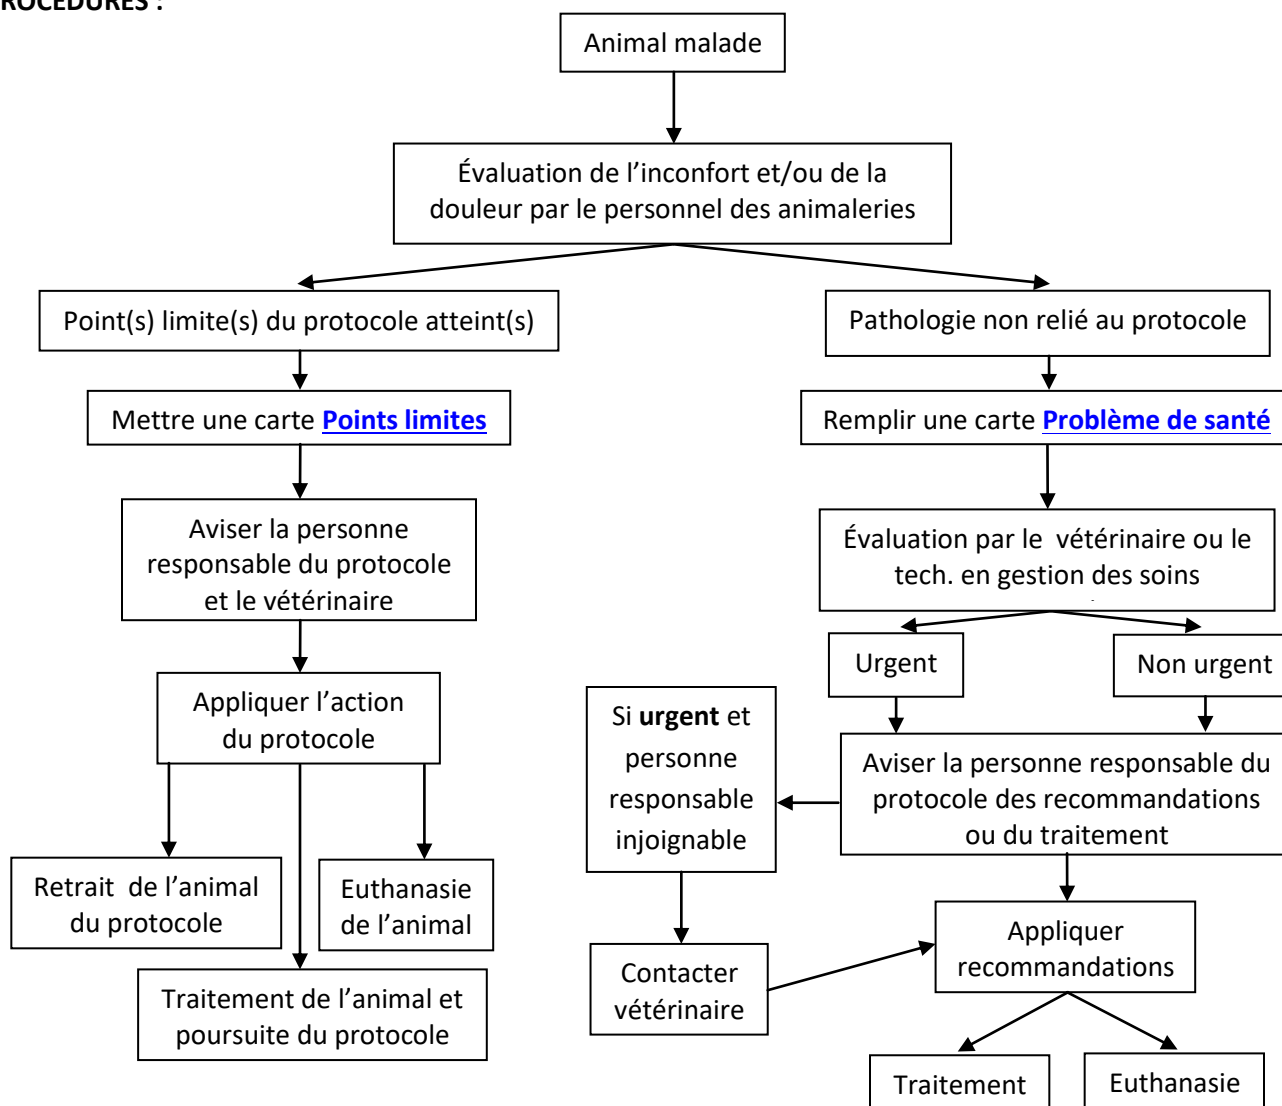 ROCÉDURES :
Animal malade
Évaluation de l’inconfort et/ou de la
douleur par le personnel des animaleries
Point(s) limite(s) du protocole atteint(s)
Pathologie non relié au protocole
Mettre une carte Points limites
Remplir une carte Problème de santé
Aviser la personne
responsable du protocole
et le vétérinaire
Évaluation par le vétérinaire ou le
tech. en gestion des soins
Urgent
Non urgent
Appliquer l’action
du protocole
Si urgent et
personne
responsable
injoignable
Aviser la personne responsable du
protocole des recommandations
ou du traitement
Retrait de l’animal
du protocole
Euthanasie
de l’animal
Traitement de l’animal et
poursuite du protocole
Contacter
vétérinaire
Appliquer
recommandations
Traitement
Euthanasie